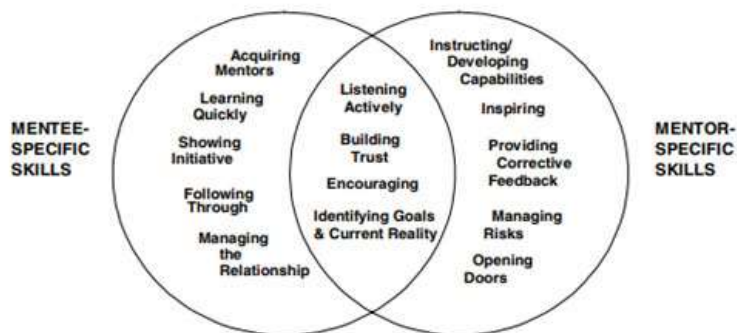 MENTEE-
SPECIFIC
SKILLS
Acquiring
Mentors
Learning
Quickly
Showing
Initiative
Following
Through
Managing
the
Relationship
Listening
Actively
Building
Trust
Encouraging
Identifying Goals
& Current Reality
Instructing/
Developing
Capabilities
Inspiring
Providing
Corrective
Feedback
Managing
Risks
Opening
Doors
MENTOR-
SPECIFIC
SKILLS